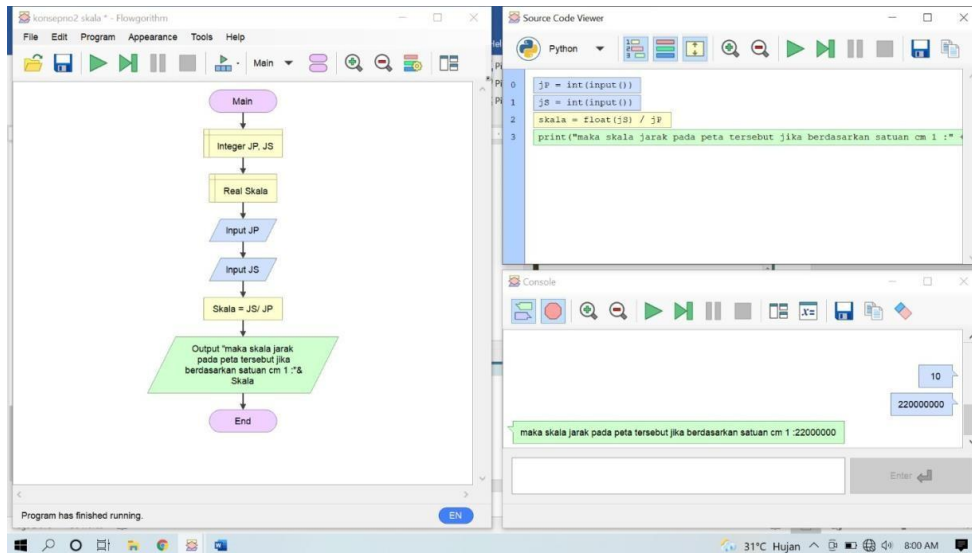 konsepno2 skala * - Flowgorithm
File Edit Program Appearance Tools Help
Main
Main
Integer JP, JS
Real Skala
Input JP
Input JS
Skala = JS/ JP
Output "maka skala jarak
pada peta tersebut jika
berdasarkan satuan cm 1 :"&
Skala
End
Program has finished running.
EN
Source Code Viewer
Python
0 jP = int(input())
1 jS = int(input())
2 skala = float(jS) / jP
3 print("maka skala jarak pada peta tersebut jika berdasarkan satuan cm 1 :" +
Console
10
220000000
maka skala jarak pada peta tersebut jika berdasarkan satuan cm 1 :22000000
Enter
31°C Hujan
8:00 AM